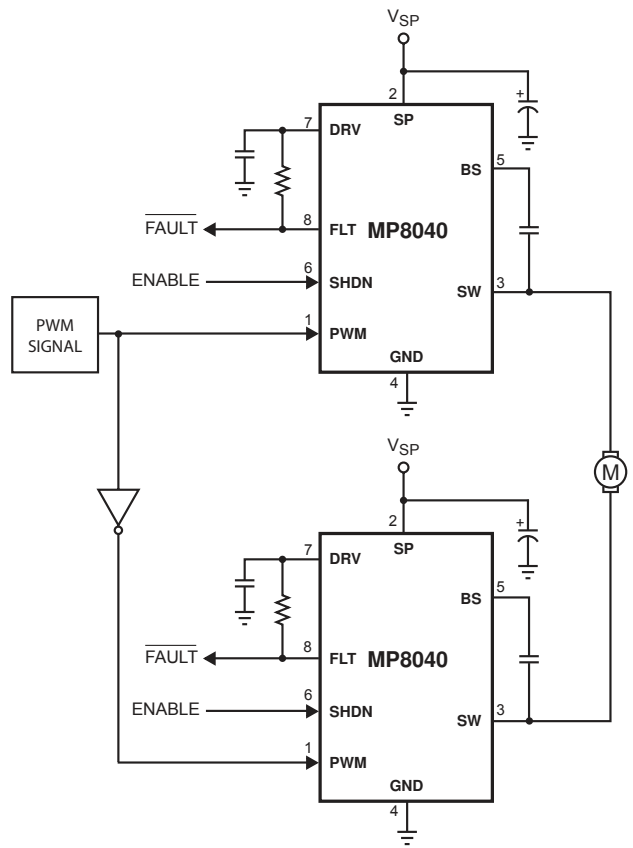 VSP
2
SP
+
7
DRV
BS
5
FAULT
8
FLT
MP8040
ENABLE
6
SHDN
SW
3
PWM
SIGNAL
1
PWM
GND
4
VSP
M
2
SP
+
7
DRV
BS
5
FAULT
8
FLT
MP8040
ENABLE
6
SHDN
SW
3
1
PWM
GND
4